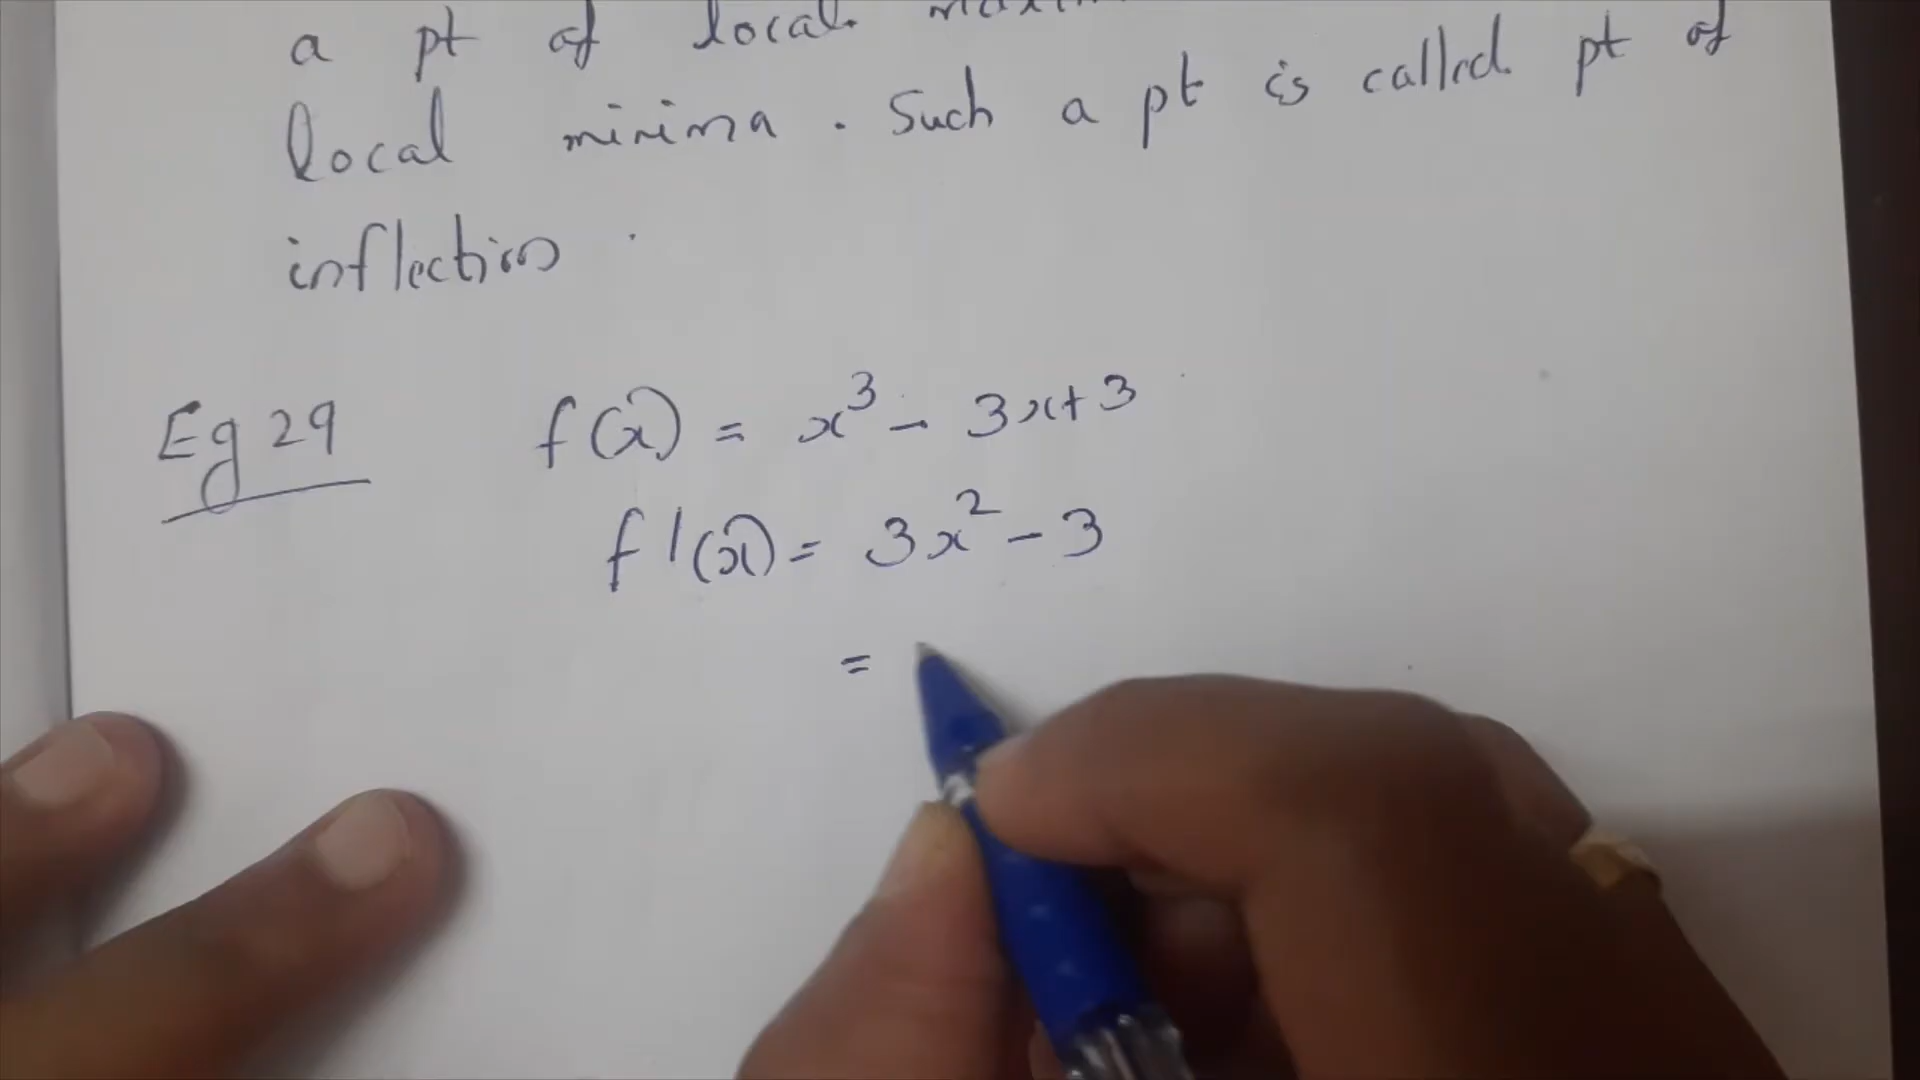 a pt of local
local minima. Such a pt is called pt of
inflection.
Eg 29 f(x) = x³ - 3x + 3
f'(x) = 3x² - 3
=